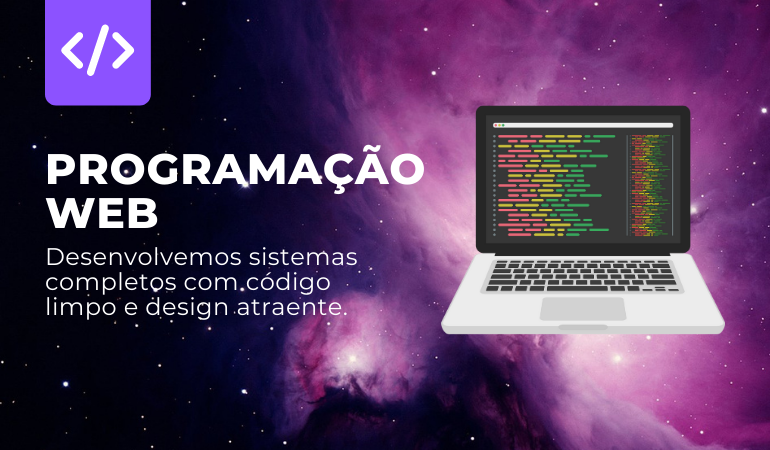 </>
PROGRAMAÇÃO
WEB
Desenvolvemos sistemas
completos com código
limpo e design atraente.